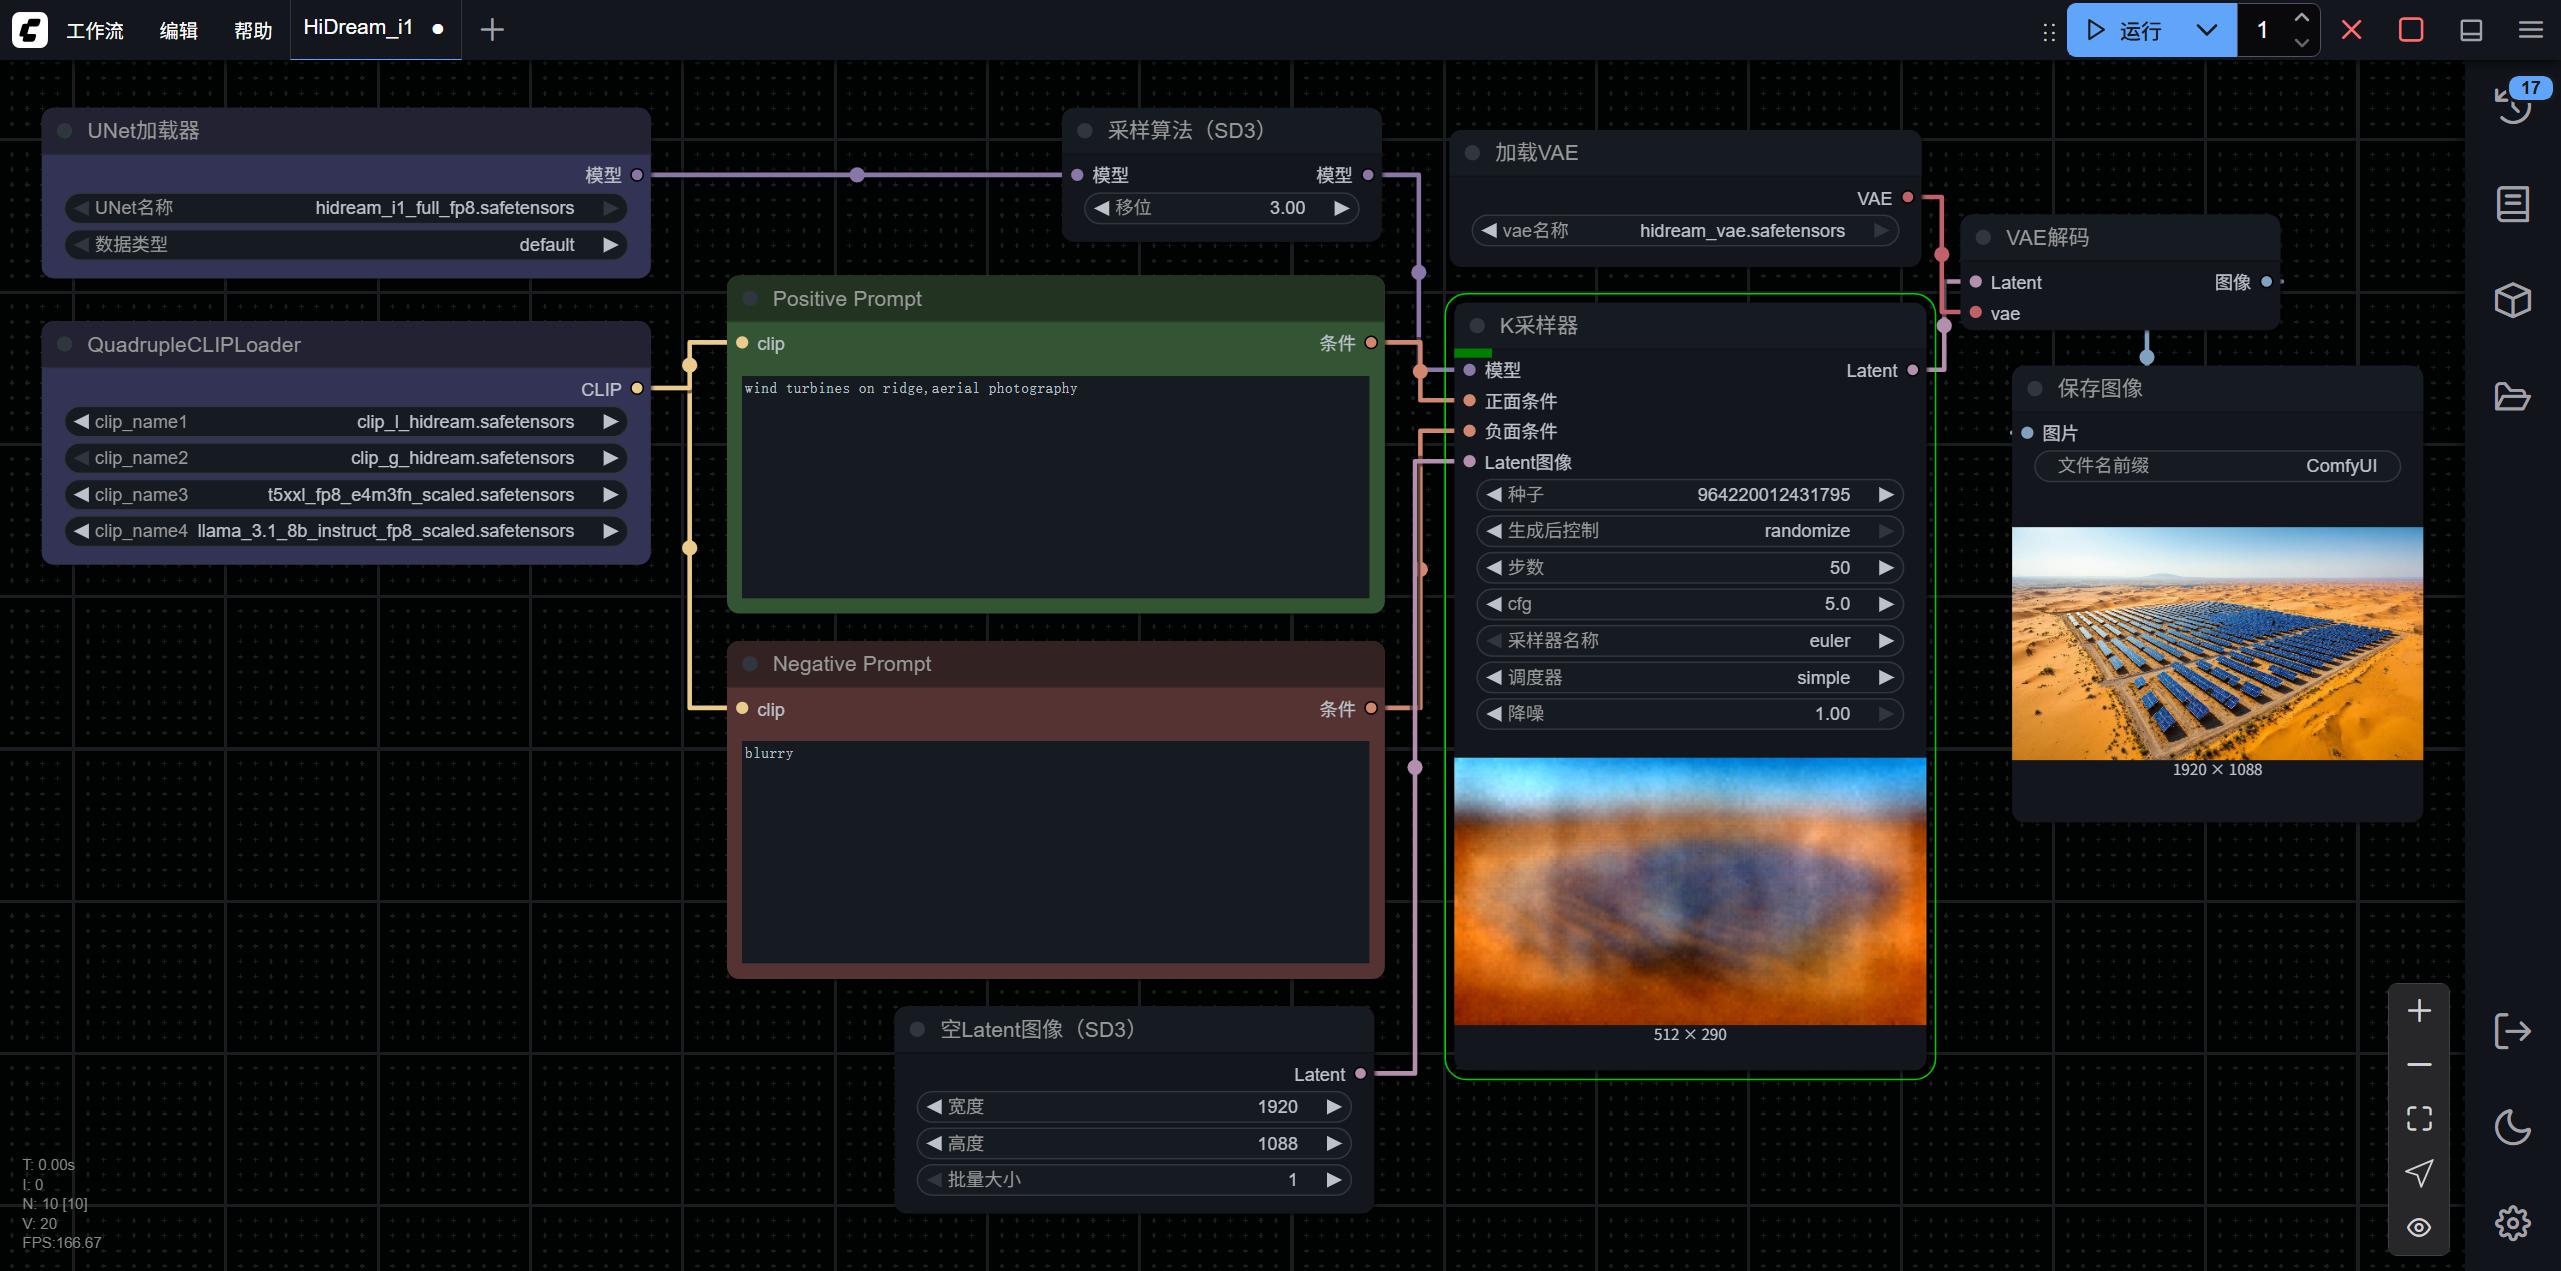 工作流 编辑 帮助 HiDream_i1 运行 1
17
UNet加载器
模型
UNet名称 hidream_i1_full_fp8.safetensors
数据类型 default
QuadrupleCLIPLoader
CLIP
clip_name1 clip_l_hidream.safetensors
clip_name2 clip_g_hidream.safetensors
clip_name3 t5xxl_fp8_e4m3fn_scaled.safetensors
clip_name4 llama_3.1_8b_instruct_fp8_scaled.safetensors
采样算法（SD3）
模型 模型
移位 3.00
Positive Prompt
clip 条件
wind turbines on ridge,aerial photography
Negative Prompt
clip 条件
blurry
空Latent图像（SD3）
Latent
宽度 1920
高度 1088
批量大小 1
加载VAE
VAE
vae名称 hidream_vae.safetensors
K采样器
模型 Latent
正面条件
负面条件
Latent图像
种子 964220012431795
生成后控制 randomize
步数 50
cfg 5.0
采样器名称 euler
调度器 simple
降噪 1.00
512 × 290
VAE解码
Latent 图像
vae
保存图像
图片
文件名前缀 ComfyUI
1920 × 1088
T: 0.00s
I: 0
N: 10 [10]
V: 20
FPS:166.67